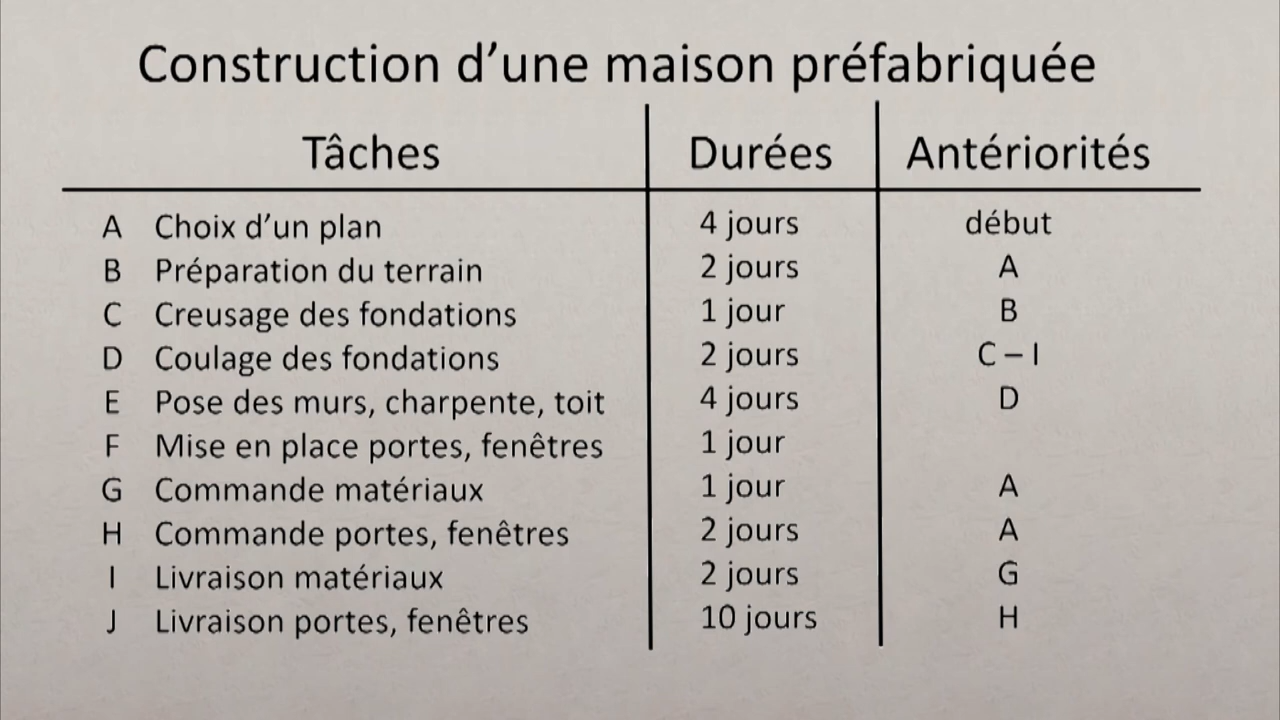 Construction d’une maison préfabriquée
Tâches Durées Antériorités
A Choix d’un plan 4 jours début
B Préparation du terrain 2 jours A
C Creusage des fondations 1 jour B
D Coulage des fondations 2 jours C – I
E Pose des murs, charpente, toit 4 jours D
F Mise en place portes, fenêtres 1 jour
G Commande matériaux 1 jour A
H Commande portes, fenêtres 2 jours A
I Livraison matériaux 2 jours G
J Livraison portes, fenêtres 10 jours H